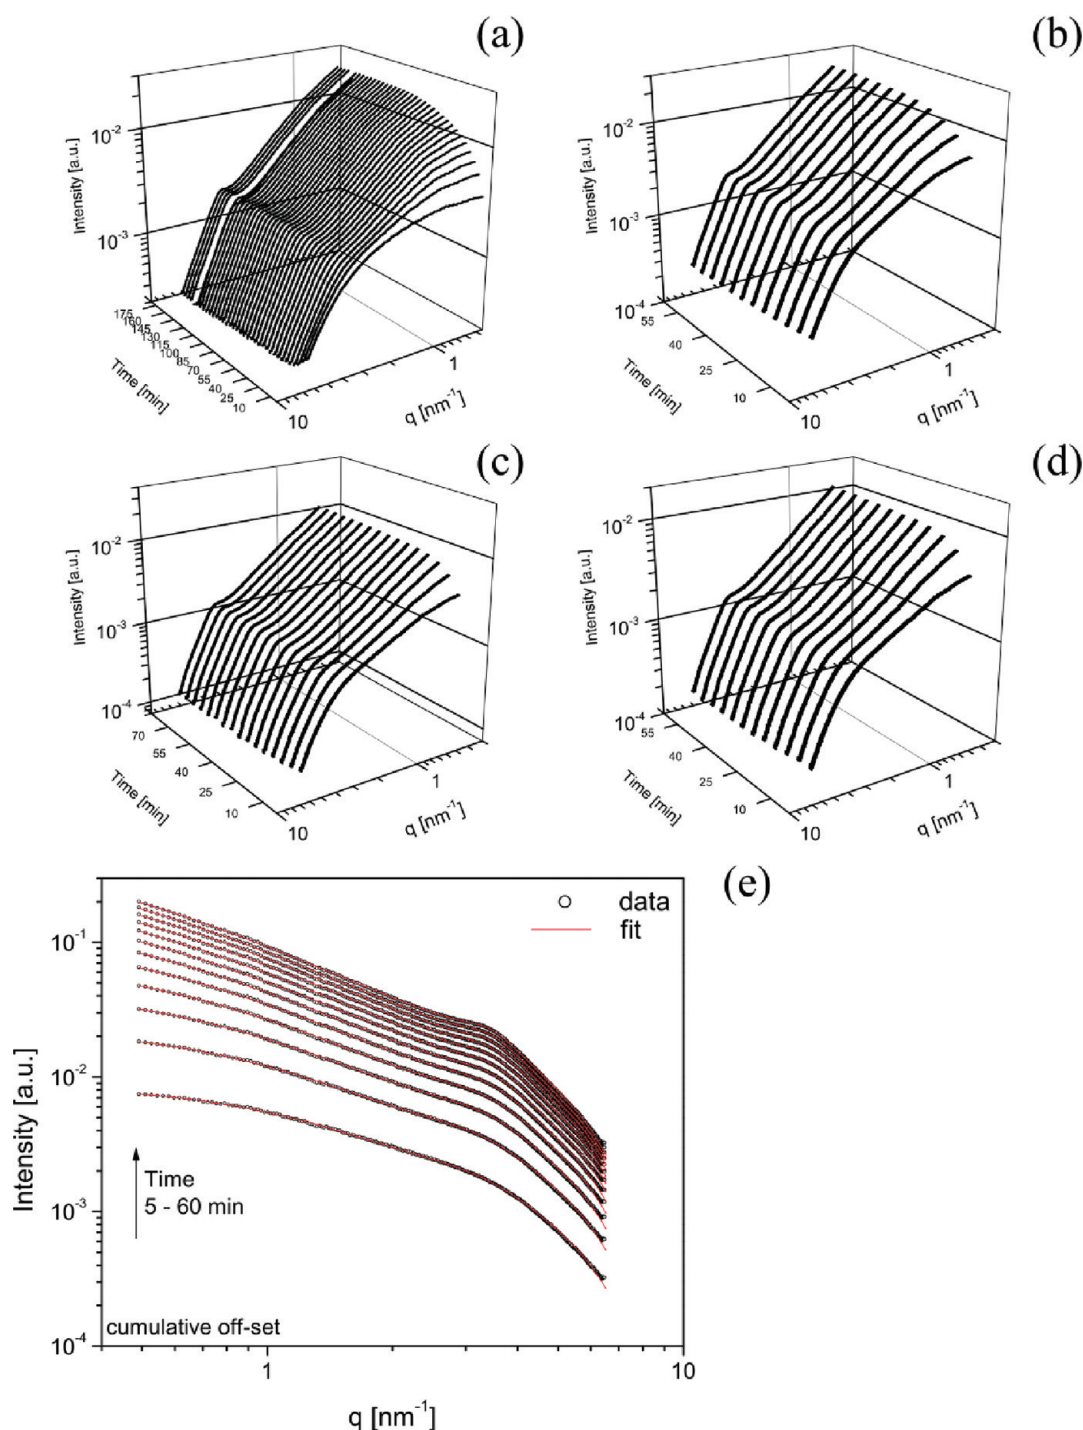 (a)
Intensity [a.u.]
10⁻²
10⁻³
175
160
145
130
115
100
85
70
55
40
25
10
Time [min]
10
1
q [nm⁻¹]
(b)
Intensity [a.u.]
10⁻²
10⁻³
10⁻⁴
55
40
25
10
Time [min]
10
1
q [nm⁻¹]
(c)
Intensity [a.u.]
10⁻²
10⁻³
10⁻⁴
70
55
40
25
10
Time [min]
10
1
q [nm⁻¹]
(d)
Intensity [a.u.]
10⁻²
10⁻³
10⁻⁴
55
40
25
10
Time [min]
10
1
q [nm⁻¹]
(e)
data
fit
Intensity [a.u.]
10⁻¹
10⁻²
10⁻³
10⁻⁴
Time
5 - 60 min
cumulative off-set
1
10
q [nm⁻¹]